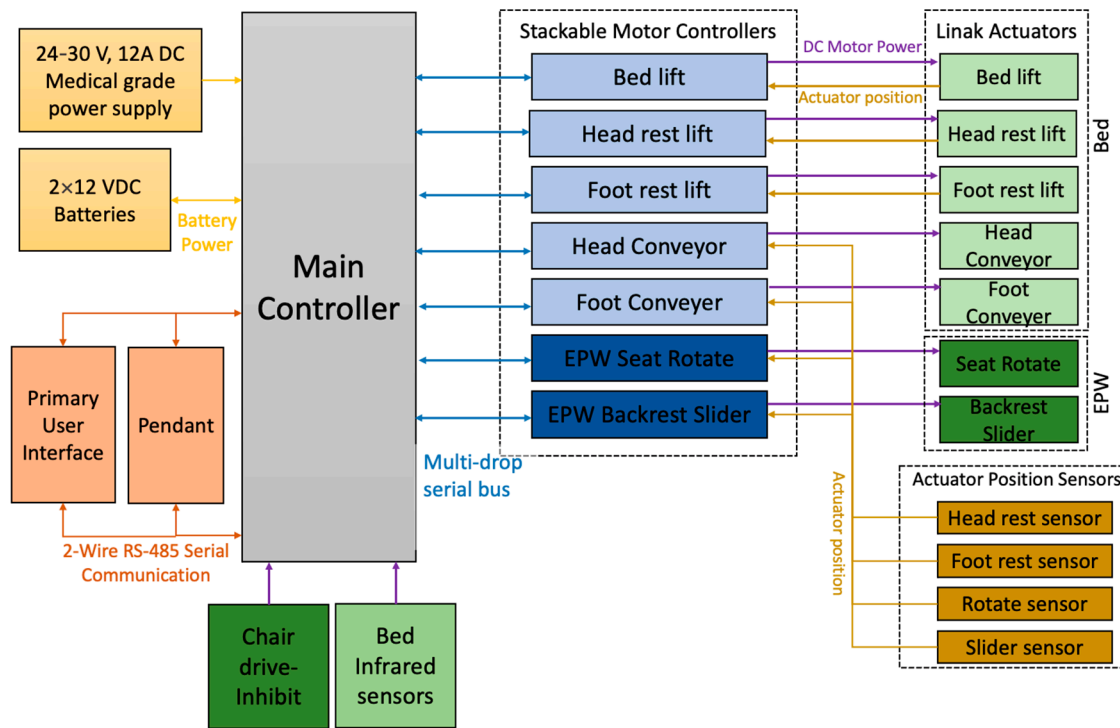 24-30 V, 12A DC
Medical grade
power supply
2×12 VDC
Batteries
Battery
Power
Main
Controller
Primary
User
Interface
Pendant
2-Wire RS-485 Serial
Communication
Chair
drive-
Inhibit
Bed
Infrared
sensors
Multi-drop
serial bus
Stackable Motor Controllers
Bed lift
Head rest lift
Foot rest lift
Head Conveyor
Foot Conveyer
EPW Seat Rotate
EPW Backrest Slider
DC Motor Power
Actuator position
Linak Actuators
Bed lift
Head rest lift
Foot rest lift
Head
Conveyor
Foot
Conveyer
Bed
Seat Rotate
Backrest
Slider
EPW
Actuator position
Actuator Position Sensors
Head rest sensor
Foot rest sensor
Rotate sensor
Slider sensor